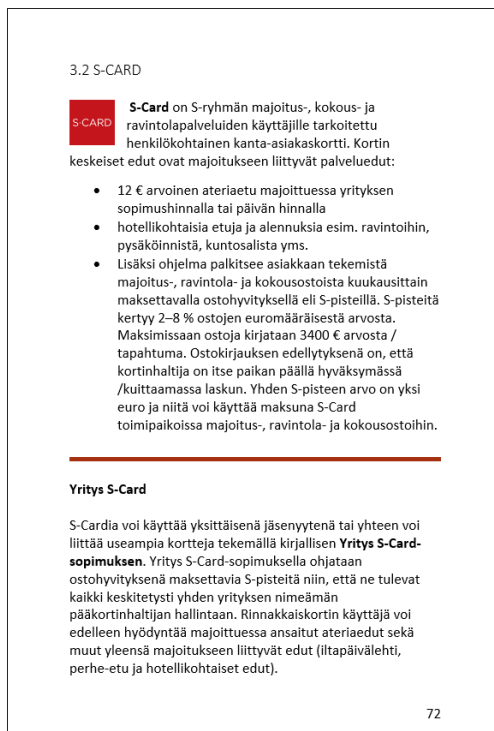 3.2 S-CARD
S-CARD
S-Card on S-ryhmän majoitus-, kokous- ja
ravintolapalveluiden käyttäjille tarkoitettu
henkilökohtainen kanta-asiakaskortti. Kortin
keskeiset edut ovat majoitukseen liittyvät palveluedut:
• 12 € arvoinen ateriaetu majoittuessa yrityksen
sopimushinnalla tai päivän hinnalla
• hotellikohtaisia etuja ja alennuksia esim. ravintoihin,
pysäköinnistä, kuntosalista yms.
• Lisäksi ohjelma palkitsee asiakkaan tekemistä
majoitus-, ravintola- ja kokousostoista kuukausittain
maksettavalla ostohyvityksellä eli S-pisteillä. S-pisteitä
kertyy 2–8 % ostojen euromääräisestä arvosta.
Maksimissaan ostoja kirjataan 3400 € arvosta /
tapahtuma. Ostokirjauksen edellytyksenä on, että
kortinhaltija on itse paikan päällä hyväksymässä
/kuittaamassa laskun. Yhden S-pisteen arvo on yksi
euro ja niitä voi käyttää maksuna S-Card
toimipaikoissa majoitus-, ravintola- ja kokousostoihin.
Yritys S-Card
S-Cardia voi käyttää yksittäisenä jäsenyytenä tai yhteen voi
liittää useampia kortteja tekemällä kirjallisen Yritys S-Card-
sopimuksen. Yritys S-Card-sopimuksella ohjataan
ostohyvityksenä maksettavia S-pisteitä niin, että ne tulevat
kaikki keskitetysti yhden yrityksen nimeämän
pääkortinhaltijan hallintaan. Rinnakkaiskortin käyttäjä voi
edelleen hyödyntää majoittuessa ansaitut ateriaedut sekä
muut yleensä majoitukseen liittyvät edut (iltapäivälehti,
perhe-etu ja hotellikohtaiset edut).
72